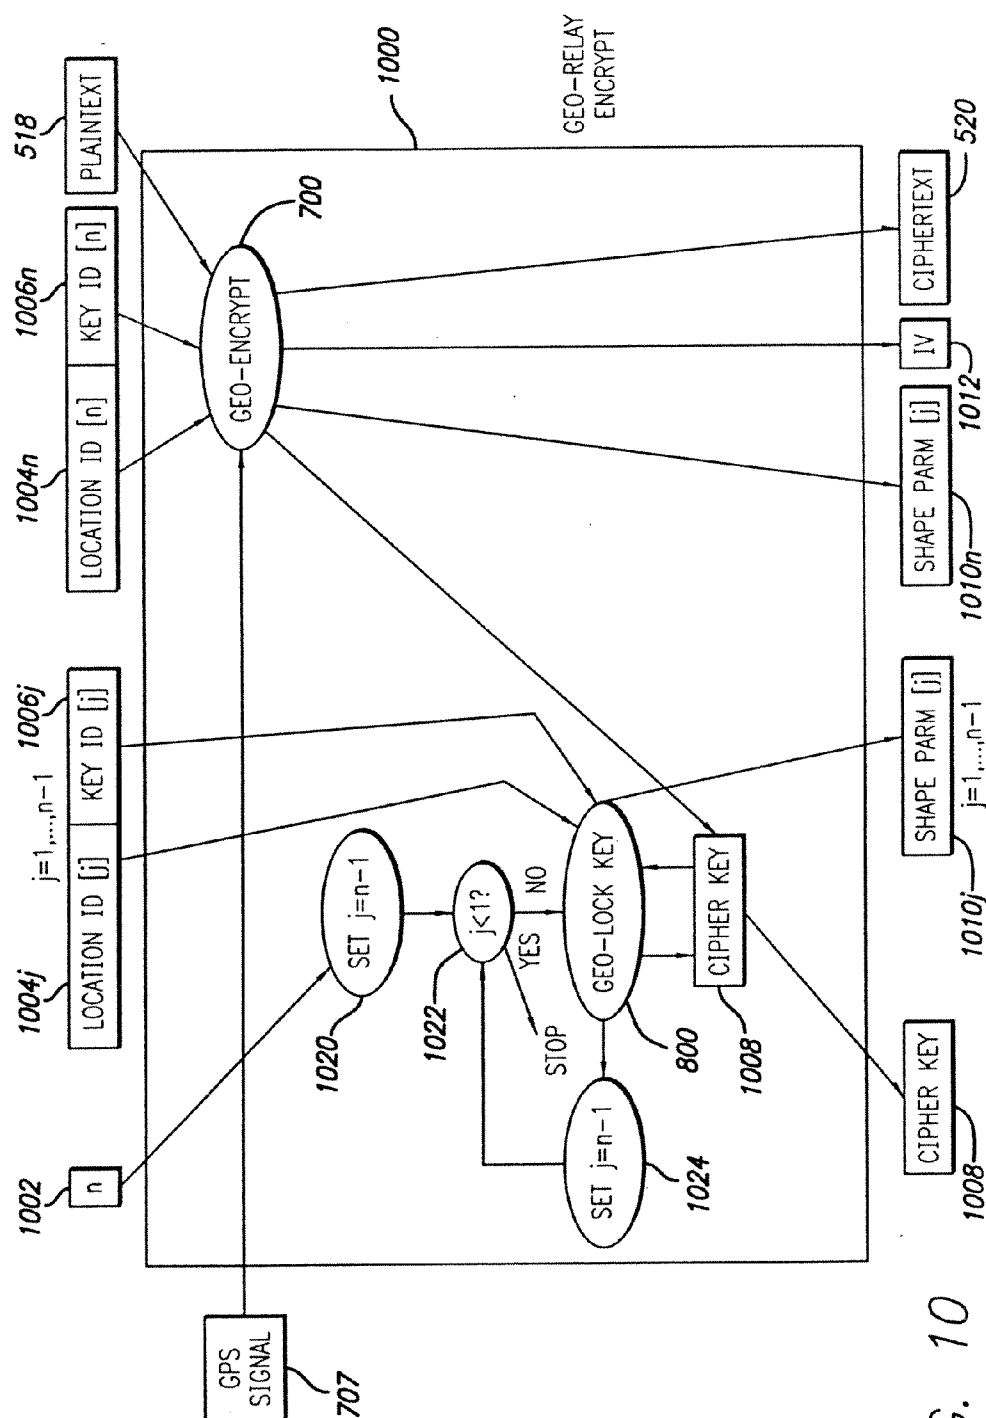 1002
1004j
1006j
1004n
1006n
518
j=1,...,n-1
n
LOCATION ID [j]
KEY ID [j]
LOCATION ID [n]
KEY ID [n]
PLAINTEXT
GPS
SIGNAL
707
GEO-ENCRYPT
700
1020
SET j=n-1
1000
1022
j<1?
YES
NO
STOP
GEO-RELAY
ENCRYPT
SET j=n-1
1024
GEO-LOCK KEY
800
CIPHER KEY
1008
CIPHER KEY
1008
SHAPE PARM [j]
1010j
j=1,...,n-1
SHAPE PARM [j]
1010n
IV
1012
CIPHERTEXT
520
G. 10